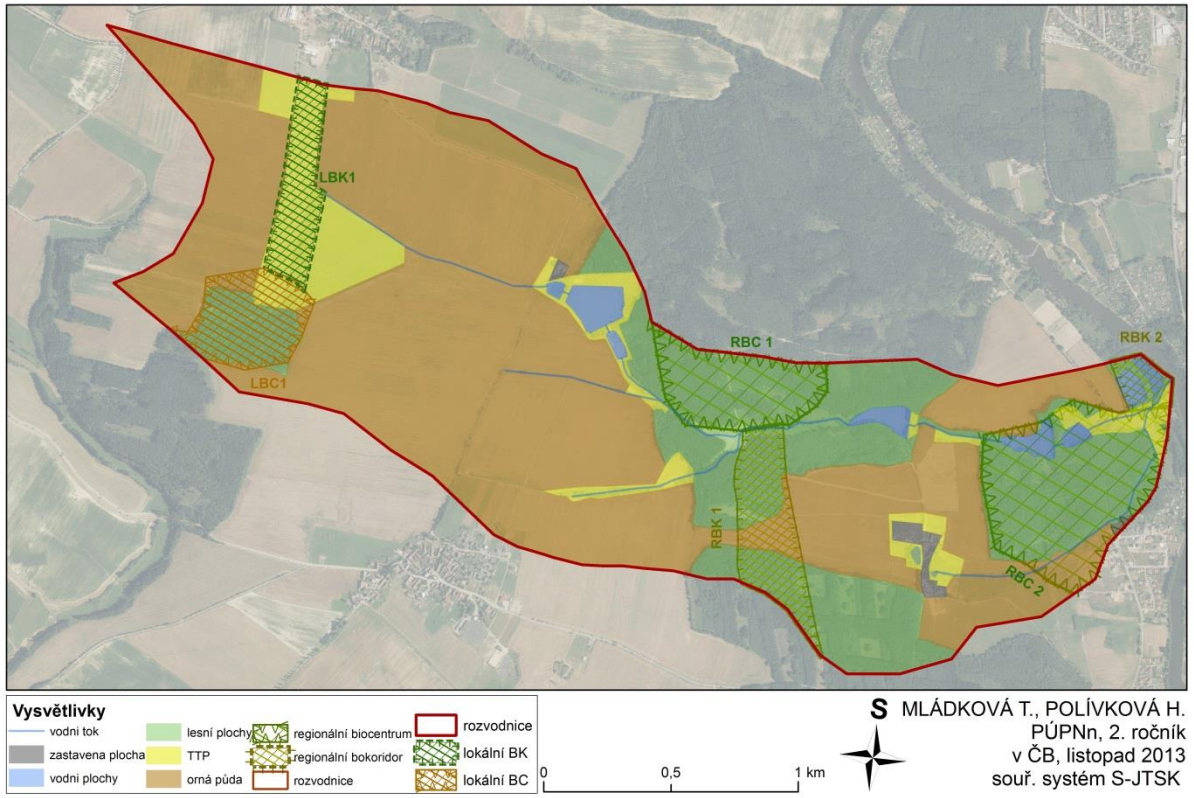 LBK1
RBC 1
RBK 2
LBC1
RBK 1
RBC 2
Vysvětlivky
vodni tok
zastavena plocha
vodni plochy
lesní plochy
TTP
orná půda
regionální biocentrum
regionální bokoridor
rozvodnice
rozvodnice
lokální BK
lokální BC
0 0,5 1 km
S
MLÁDKOVÁ T., POLÍVKOVÁ H.
PÚPNn, 2. ročník
v ČB, listopad 2013
souř. systém S-JTSK